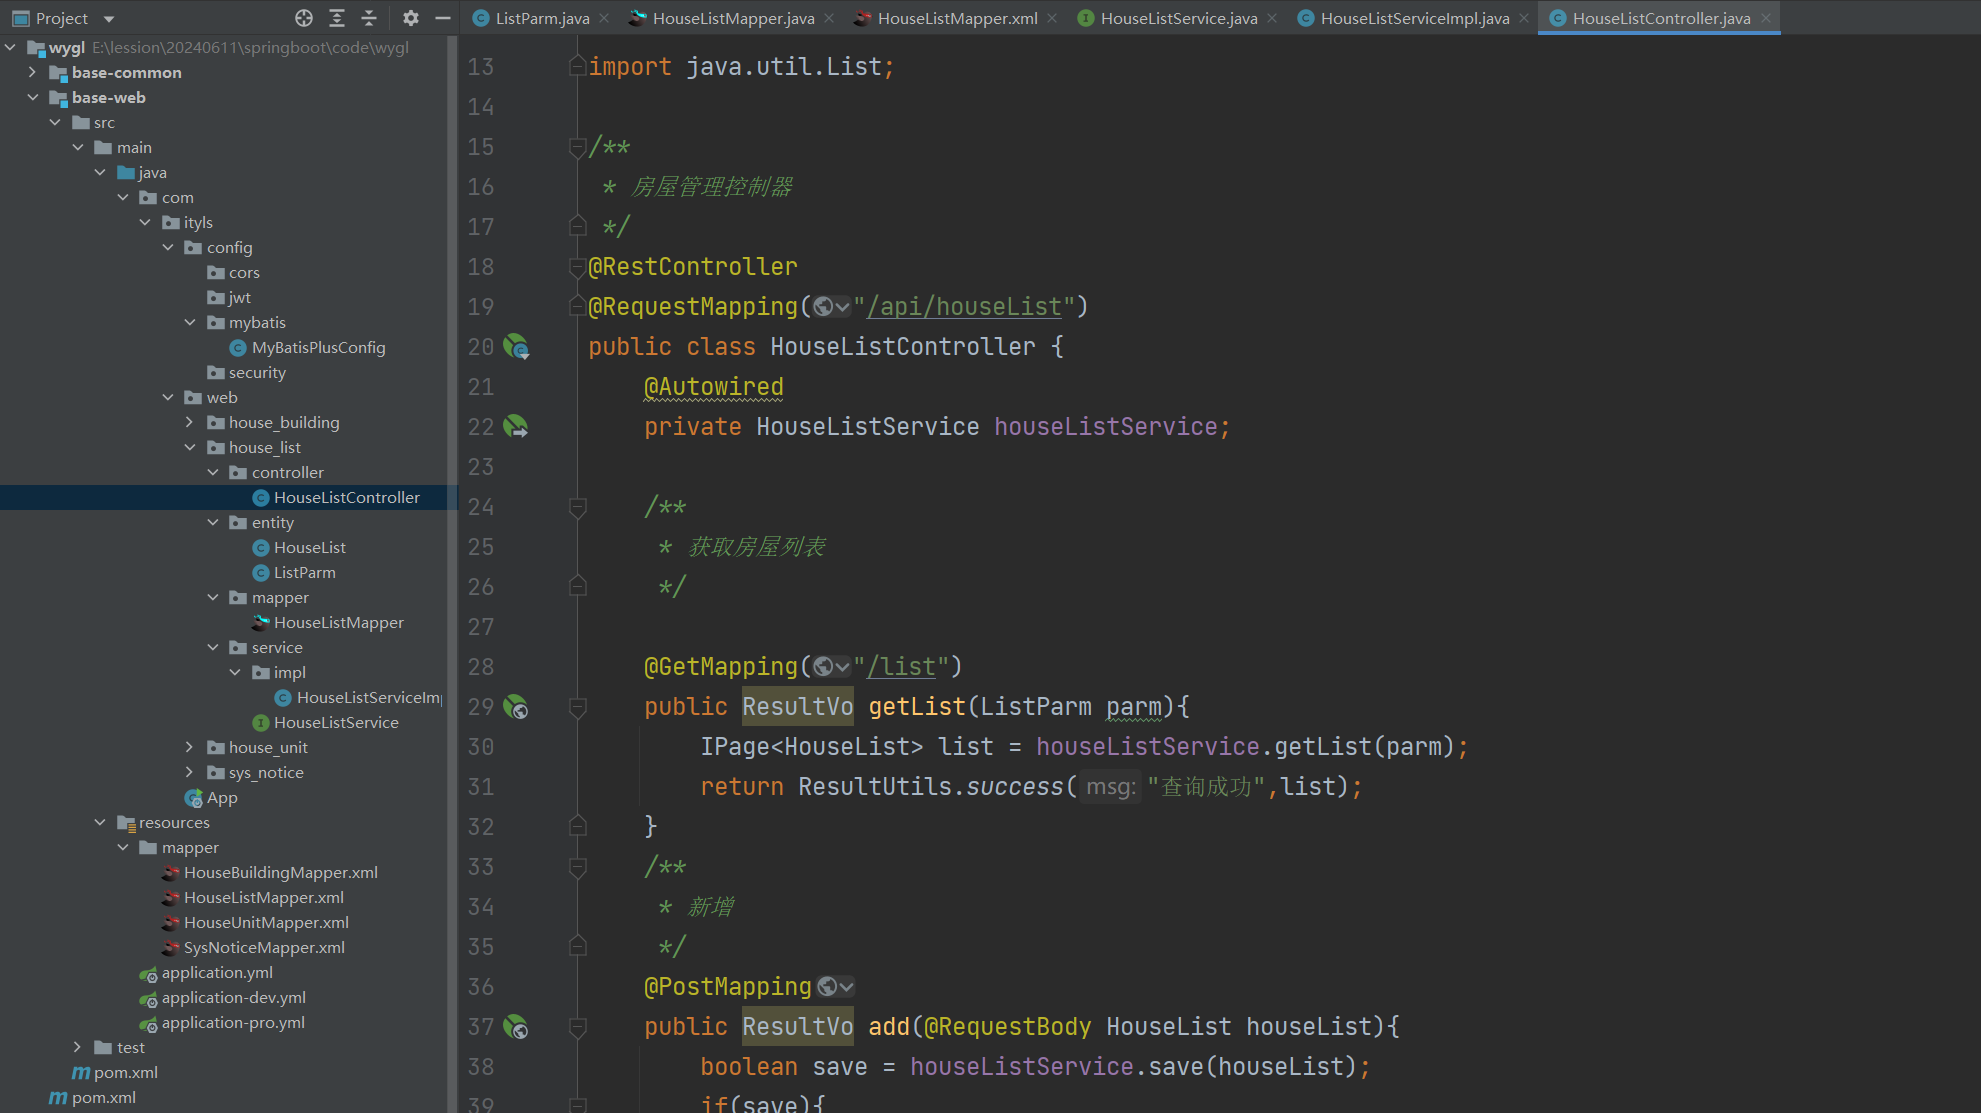 Project
ListParm.java
HouseListMapper.java
HouseListMapper.xml
HouseListService.java
HouseListServiceImpl.java
HouseListController.java
wygl E:\lession\20240611\springboot\code\wygl
base-common
base-web
src
main
java
com
ityls
config
cors
jwt
mybatis
MyBatisPlusConfig
security
web
house_building
house_list
controller
HouseListController
entity
HouseList
ListParm
mapper
HouseListMapper
service
impl
HouseListServiceIm
HouseListService
house_unit
sys_notice
App
resources
mapper
HouseBuildingMapper.xml
HouseListMapper.xml
HouseUnitMapper.xml
SysNoticeMapper.xml
application.yml
application-dev.yml
application-pro.yml
test
pom.xml
pom.xml
13 import java.util.List;
14
15 /**
16 * 房屋管理控制器
17 */
18 @RestController
19 @RequestMapping("/api/houseList")
20 public class HouseListController {
21 @Autowired
22 private HouseListService houseListService;
23
24 /**
25 * 获取房屋列表
26 */
27
28 @GetMapping("/list")
29 public ResultVo getList(ListParm parm){
30 IPage<HouseList> list = houseListService.getList(parm);
31 return ResultUtils.success( msg: "查询成功",list);
32 }
33 /**
34 * 新增
35 */
36 @PostMapping
37 public ResultVo add(@RequestBody HouseList houseList){
38 boolean save = houseListService.save(houseList);
39 if(save){